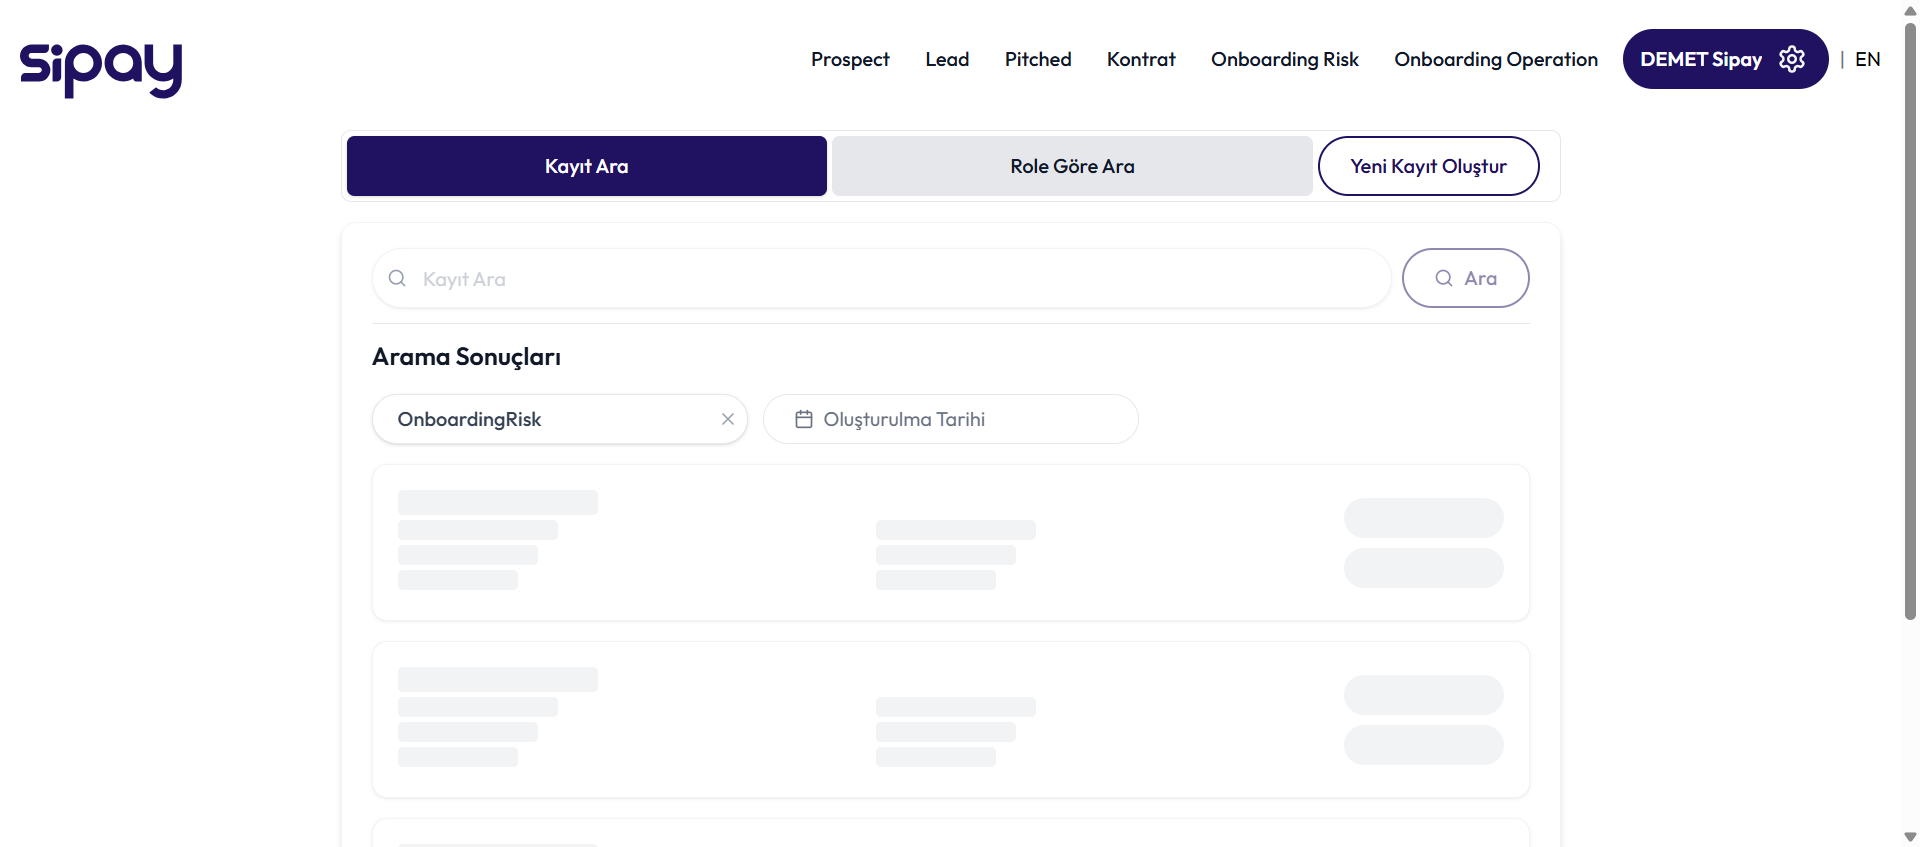 sipay
Prospect Lead Pitched Kontrat Onboarding Risk Onboarding Operation DEMET Sipay | EN
Kayıt Ara Role Göre Ara Yeni Kayıt Oluştur
Kayıt Ara Ara
Arama Sonuçları
OnboardingRisk Oluşturulma Tarihi